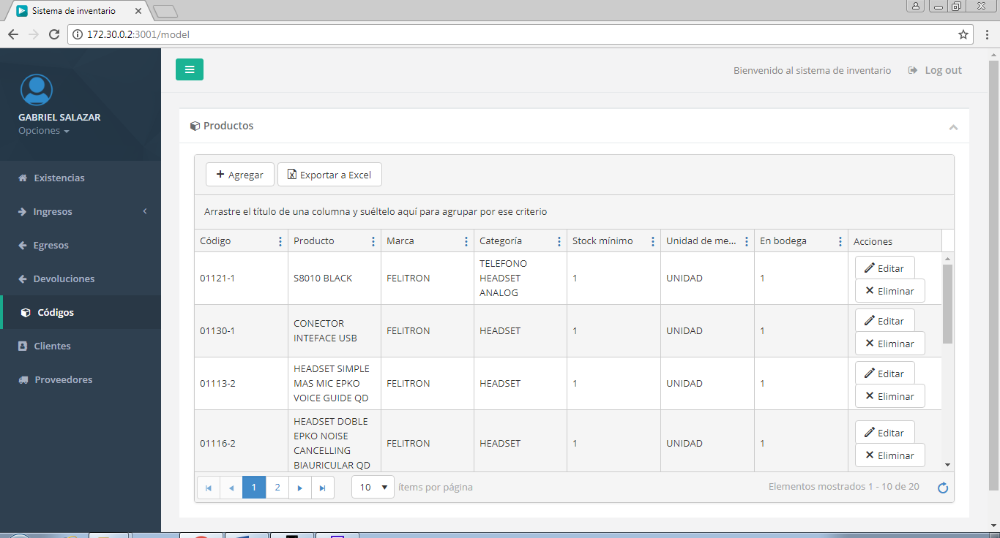 Sistema de inventario
172.30.0.2:3001/model
GABRIEL SALAZAR
Opciones
Existencias
Ingresos
Egresos
Devoluciones
Códigos
Clientes
Proveedores
Bienvenido al sistema de inventario Log out
Productos
Agregar Exportar a Excel
Arrastre el título de una columna y suéltelo aquí para agrupar por ese criterio
Código Producto Marca Categoría Stock mínimo Unidad de me... En bodega Acciones
01121-1 S8010 BLACK FELITRON TELEFONO HEADSET ANALOG 1 UNIDAD 1 Editar Eliminar
01130-1 CONECTOR INTEFACE USB FELITRON HEADSET 1 UNIDAD 1 Editar Eliminar
01113-2 HEADSET SIMPLE MAS MIC EPKO VOICE GUIDE QD FELITRON HEADSET 1 UNIDAD 1 Editar Eliminar
01116-2 HEADSET DOBLE EPKO NOISE CANCELLING BIAURICULAR QD FELITRON HEADSET 1 UNIDAD 1 Editar Eliminar
1 2 10 ítems por página Elementos mostrados 1 - 10 de 20